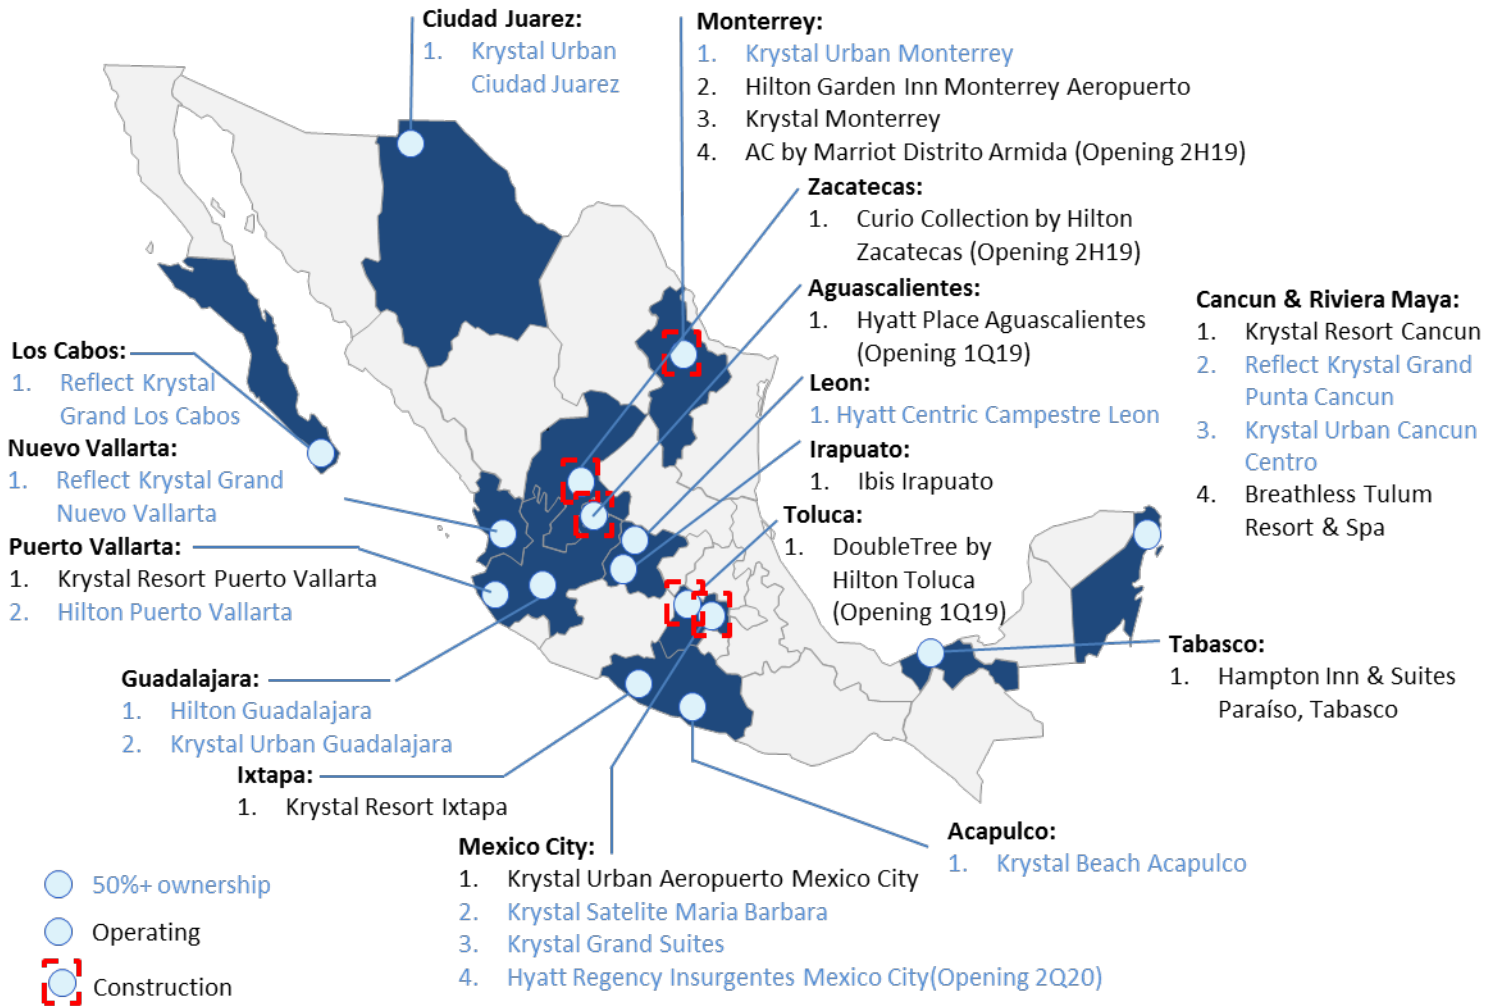 Ciudad Juarez:
1. Krystal Urban
Ciudad Juarez
Monterrey:
1. Krystal Urban Monterrey
2. Hilton Garden Inn Monterrey Aeropuerto
3. Krystal Monterrey
4. AC by Marriot Distrito Armida (Opening 2H19)
Zacatecas:
1. Curio Collection by Hilton
Zacatecas (Opening 2H19)
Aguascalientes:
1. Hyatt Place Aguascalientes
(Opening 1Q19)
Leon:
1. Hyatt Centric Campestre Leon
Irapuato:
1. Ibis Irapuato
Toluca:
1. DoubleTree by
Hilton Toluca
(Opening 1Q19)
Cancun & Riviera Maya:
1. Krystal Resort Cancun
2. Reflect Krystal Grand
Punta Cancun
3. Krystal Urban Cancun
Centro
4. Breathless Tulum
Resort & Spa
Tabasco:
1. Hampton Inn & Suites
Paraíso, Tabasco
Los Cabos:
1. Reflect Krystal
Grand Los Cabos
Nuevo Vallarta:
1. Reflect Krystal Grand
Nuevo Vallarta
Puerto Vallarta:
1. Krystal Resort Puerto Vallarta
2. Hilton Puerto Vallarta
Guadalajara:
1. Hilton Guadalajara
2. Krystal Urban Guadalajara
Ixtapa:
1. Krystal Resort Ixtapa
Mexico City:
1. Krystal Urban Aeropuerto Mexico City
2. Krystal Satelite Maria Barbara
3. Krystal Grand Suites
4. Hyatt Regency Insurgentes Mexico City(Opening 2Q20)
Acapulco:
1. Krystal Beach Acapulco
50%+ ownership
Operating
Construction